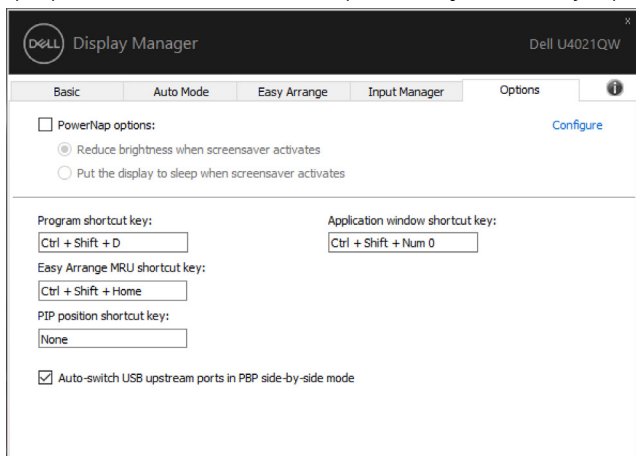 x
DELL Display Manager Dell U4021QW
Basic Auto Mode Easy Arrange Input Manager Options
PowerNap options: Configure
Reduce brightness when screensaver activates
Put the display to sleep when screensaver activates
Program shortcut key: Application window shortcut key:
Ctrl + Shift + D Ctrl + Shift + Num 0
Easy Arrange MRU shortcut key:
Ctrl + Shift + Home
PIP position shortcut key:
None
Auto-switch USB upstream ports in PBP side-by-side mode